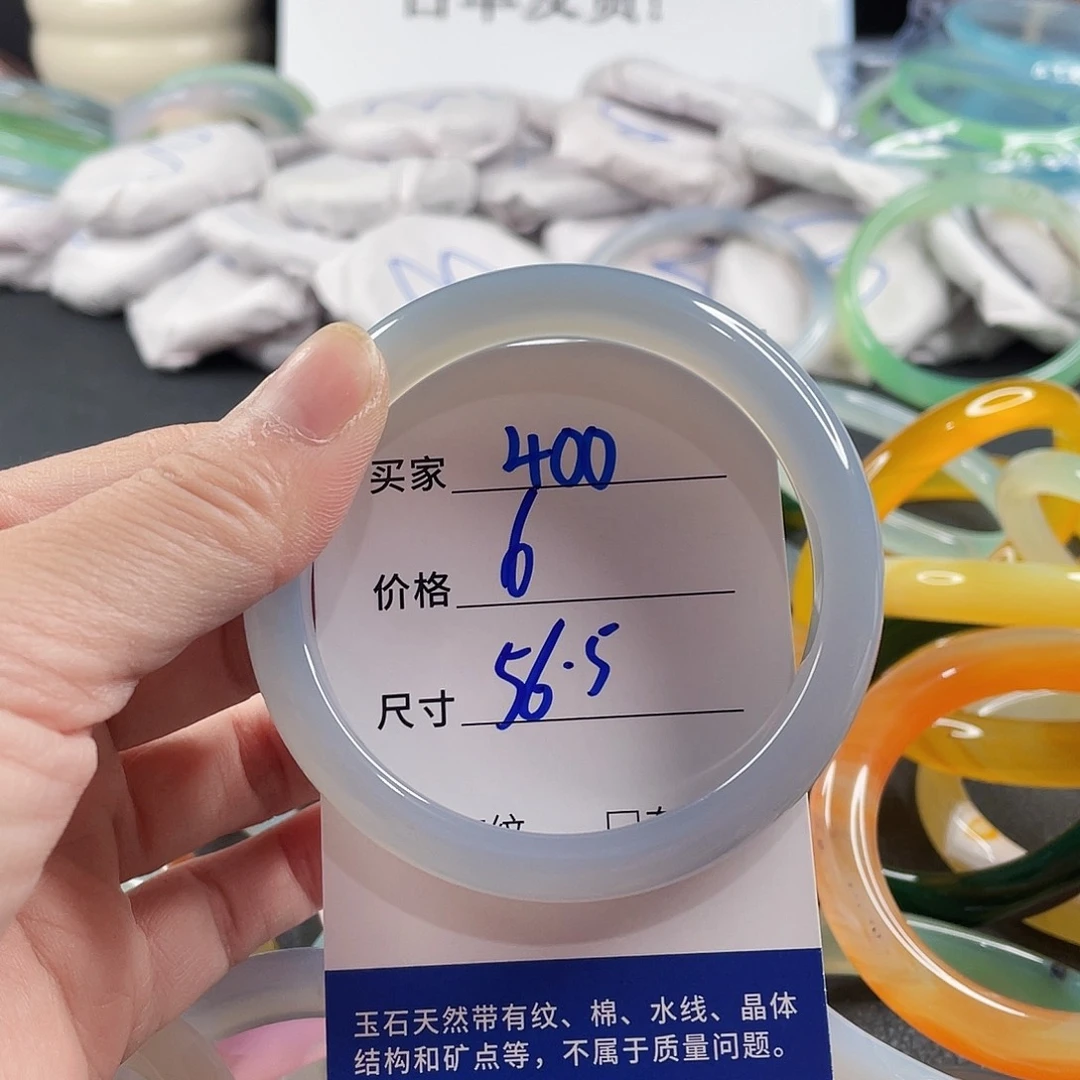 买家 400
价格 6
尺寸 56.5
纹
玉石天然带有纹、棉、水线、晶体
结构和矿点等，不属于质量问题。